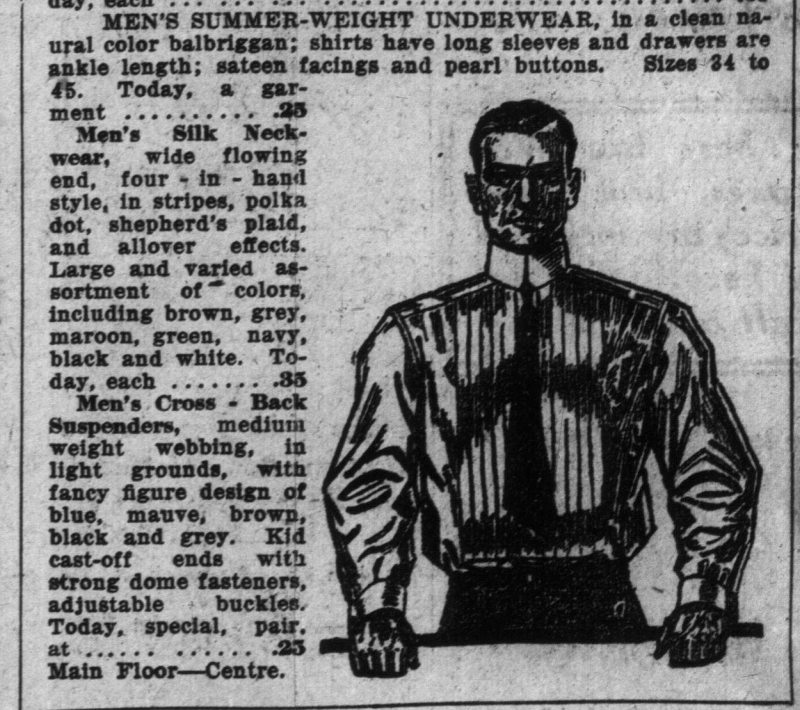 day, each
MEN'S SUMMER-WEIGHT UNDERWEAR, in a clean na-
ural color balbriggan; shirts have long sleeves and drawers are
ankle length; sateen facings and pearl buttons. Sizes 34 to
45. Today, a gar-
ment .......... .25
Men's Silk Neck-
wear, wide flowing
end, four - in - hand
style, in stripes, polka
dot, shepherd's plaid,
and allover effects.
Large and varied as-
sortment of colors,
including brown, grey,
maroon, green, navy,
black and white. To-
day, each ........ .35
Men's Cross - Back
Suspenders, medium
weight webbing, in
light grounds, with
fancy figure design of
blue, mauve, brown,
black and grey. Kid
cast-off ends with
strong dome fasteners,
adjustable buckles.
Today, special, pair,
at ...... ...... .25
Main Floor—Centre.